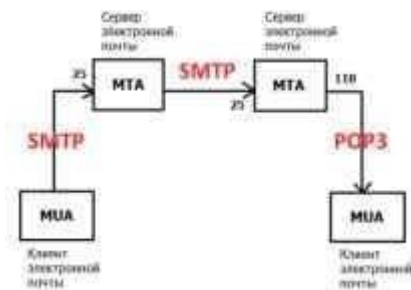 Сервер
электронной
почты
Сервер
электронной
почты
25
MTA
SMTP
25
MTA
110
SMTP
POP3
MUA
MUA
Клиент
электронной
почты
Клиент
электронной
почты